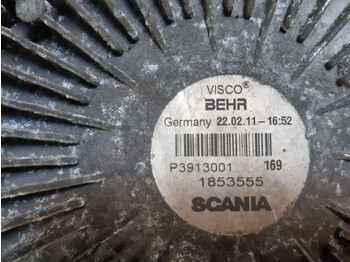 VISCO®
BEHR
Germany 22.02.11-16:52
P3913001 169
1853555
SCANIA